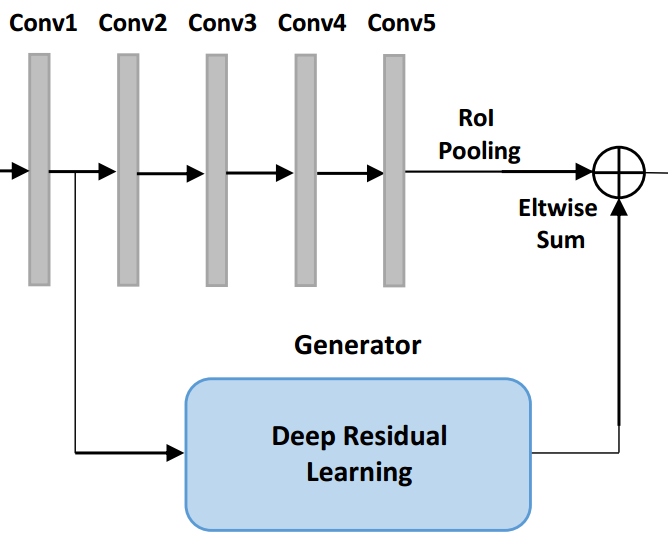 Conv1 Conv2 Conv3 Conv4 Conv5
RoI
Pooling
Eltwise
Sum
Generator
Deep Residual
Learning